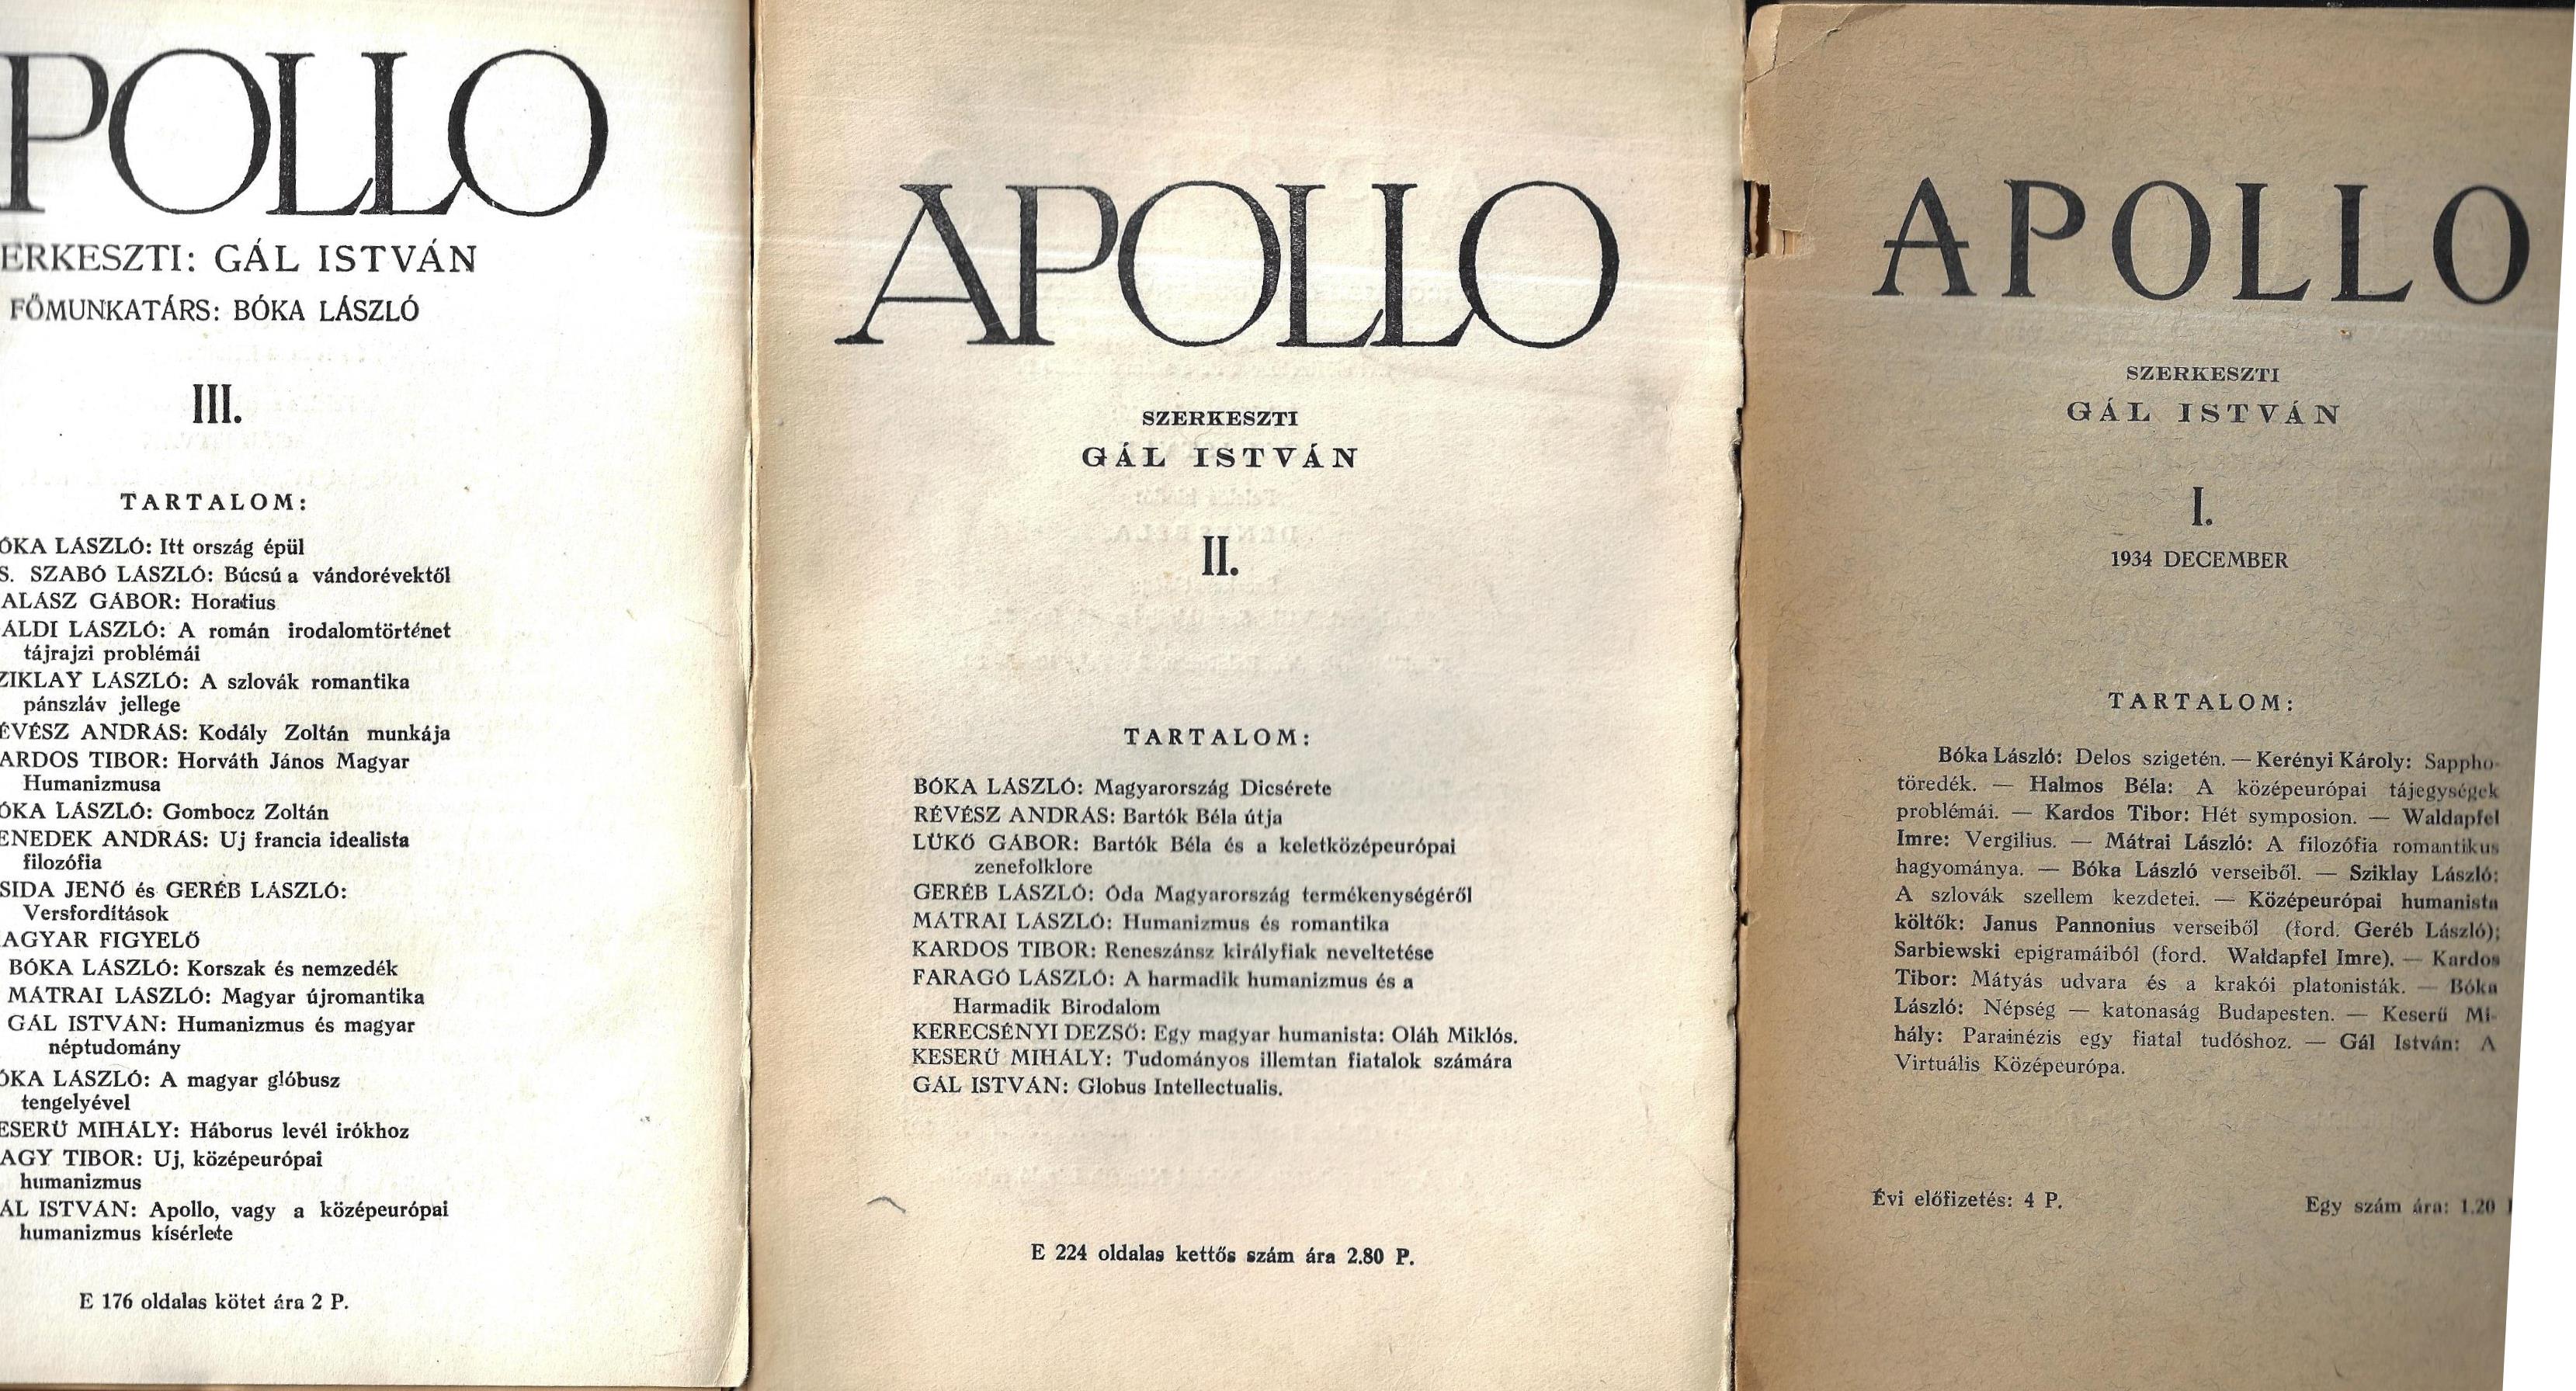 POLLO
ERKESZTI: GÁL ISTVÁN
FŐMUNKATÁRS: BÓKA LÁSZLÓ
III.
TARTALOM:
ÓKA LÁSZLÓ: Itt ország épül
S. SZABÓ LÁSZLÓ: Búcsú a vándorévektől
ALÁSZ GÁBOR: Horatius
ÁLDI LÁSZLÓ: A román irodalomtörténet
tájrajzi problémái
ZIKLAY LÁSZLÓ: A szlovák romantika
pánszláv jellege
ÉVÉSZ ANDRÁS: Kodály Zoltán munkája
ARDOS TIBOR: Horváth János Magyar
Humanizmusa
ÓKA LÁSZLÓ: Gombocz Zoltán
ENEDEK ANDRÁS: Uj francia idealista
filozófia
SIDA JENŐ és GERÉB LÁSZLÓ:
Versfordítások
AGYAR FIGYELŐ
BÓKA LÁSZLÓ: Korszak és nemzedék
MÁTRAI LÁSZLÓ: Magyar újromantika
GÁL ISTVÁN: Humanizmus és magyar
néptudomány
ÓKA LÁSZLÓ: A magyar glóbusz
tengelyével
ESERŰ MIHÁLY: Háborus levél irókhoz
AGY TIBOR: Uj, középeurópai
humanizmus
ÁL ISTVÁN: Apollo, vagy a középeurópai
humanizmus kísérlete
E 176 oldalas kötet ára 2 P.
APOLLO
SZERKESZTI
GÁL ISTVÁN
II.
TARTALOM:
BÓKA LÁSZLÓ: Magyarország Dicsérete
RÉVÉSZ ANDRÁS: Bartók Béla útja
LÜKŐ GÁBOR: Bartók Béla és a keletközépeurópai
zenefolklore
GERÉB LÁSZLÓ: Óda Magyarország termékenységéről
MÁTRAI LÁSZLÓ: Humanizmus és romantika
KARDOS TIBOR: Reneszánsz királyfiak neveltetése
FARAGÓ LÁSZLÓ: A harmadik humanizmus és a
Harmadik Birodalom
KERECSÉNYI DEZSŐ: Egy magyar humanista: Oláh Miklós.
KESERŰ MIHÁLY: Tudományos illemtan fiatalok számára
GÁL ISTVÁN: Globus Intellectualis.
E 224 oldalas kettős szám ára 2.80 P.
APOLLO
SZERKESZTI
GÁL ISTVÁN
I.
1934 DECEMBER
TARTALOM:
Bóka László: Delos szigetén. — Kerényi Károly: Sappho-
töredék. — Halmos Béla: A középeurópai tájegységek
problémái. — Kardos Tibor: Hét symposion. — Waldapfel
Imre: Vergilius. — Mátrai László: A filozófia romantikus
hagyománya. — Bóka László verseiből. — Sziklay László:
A szlovák szellem kezdetei. — Középeurópai humanista
költők: Janus Pannonius verseiből (ford. Geréb László);
Sarbiewski epigramáiból (ford. Waldapfel Imre). — Kardos
Tibor: Mátyás udvara és a krakói platonisták. — Bóka
László: Népség — katonaság Budapesten. — Keserű Mi-
hály: Parainézis egy fiatal tudóshoz. — Gál István: A
Virtuális Középeurópa.
Évi előfizetés: 4 P.
Egy szám ára: 1.20